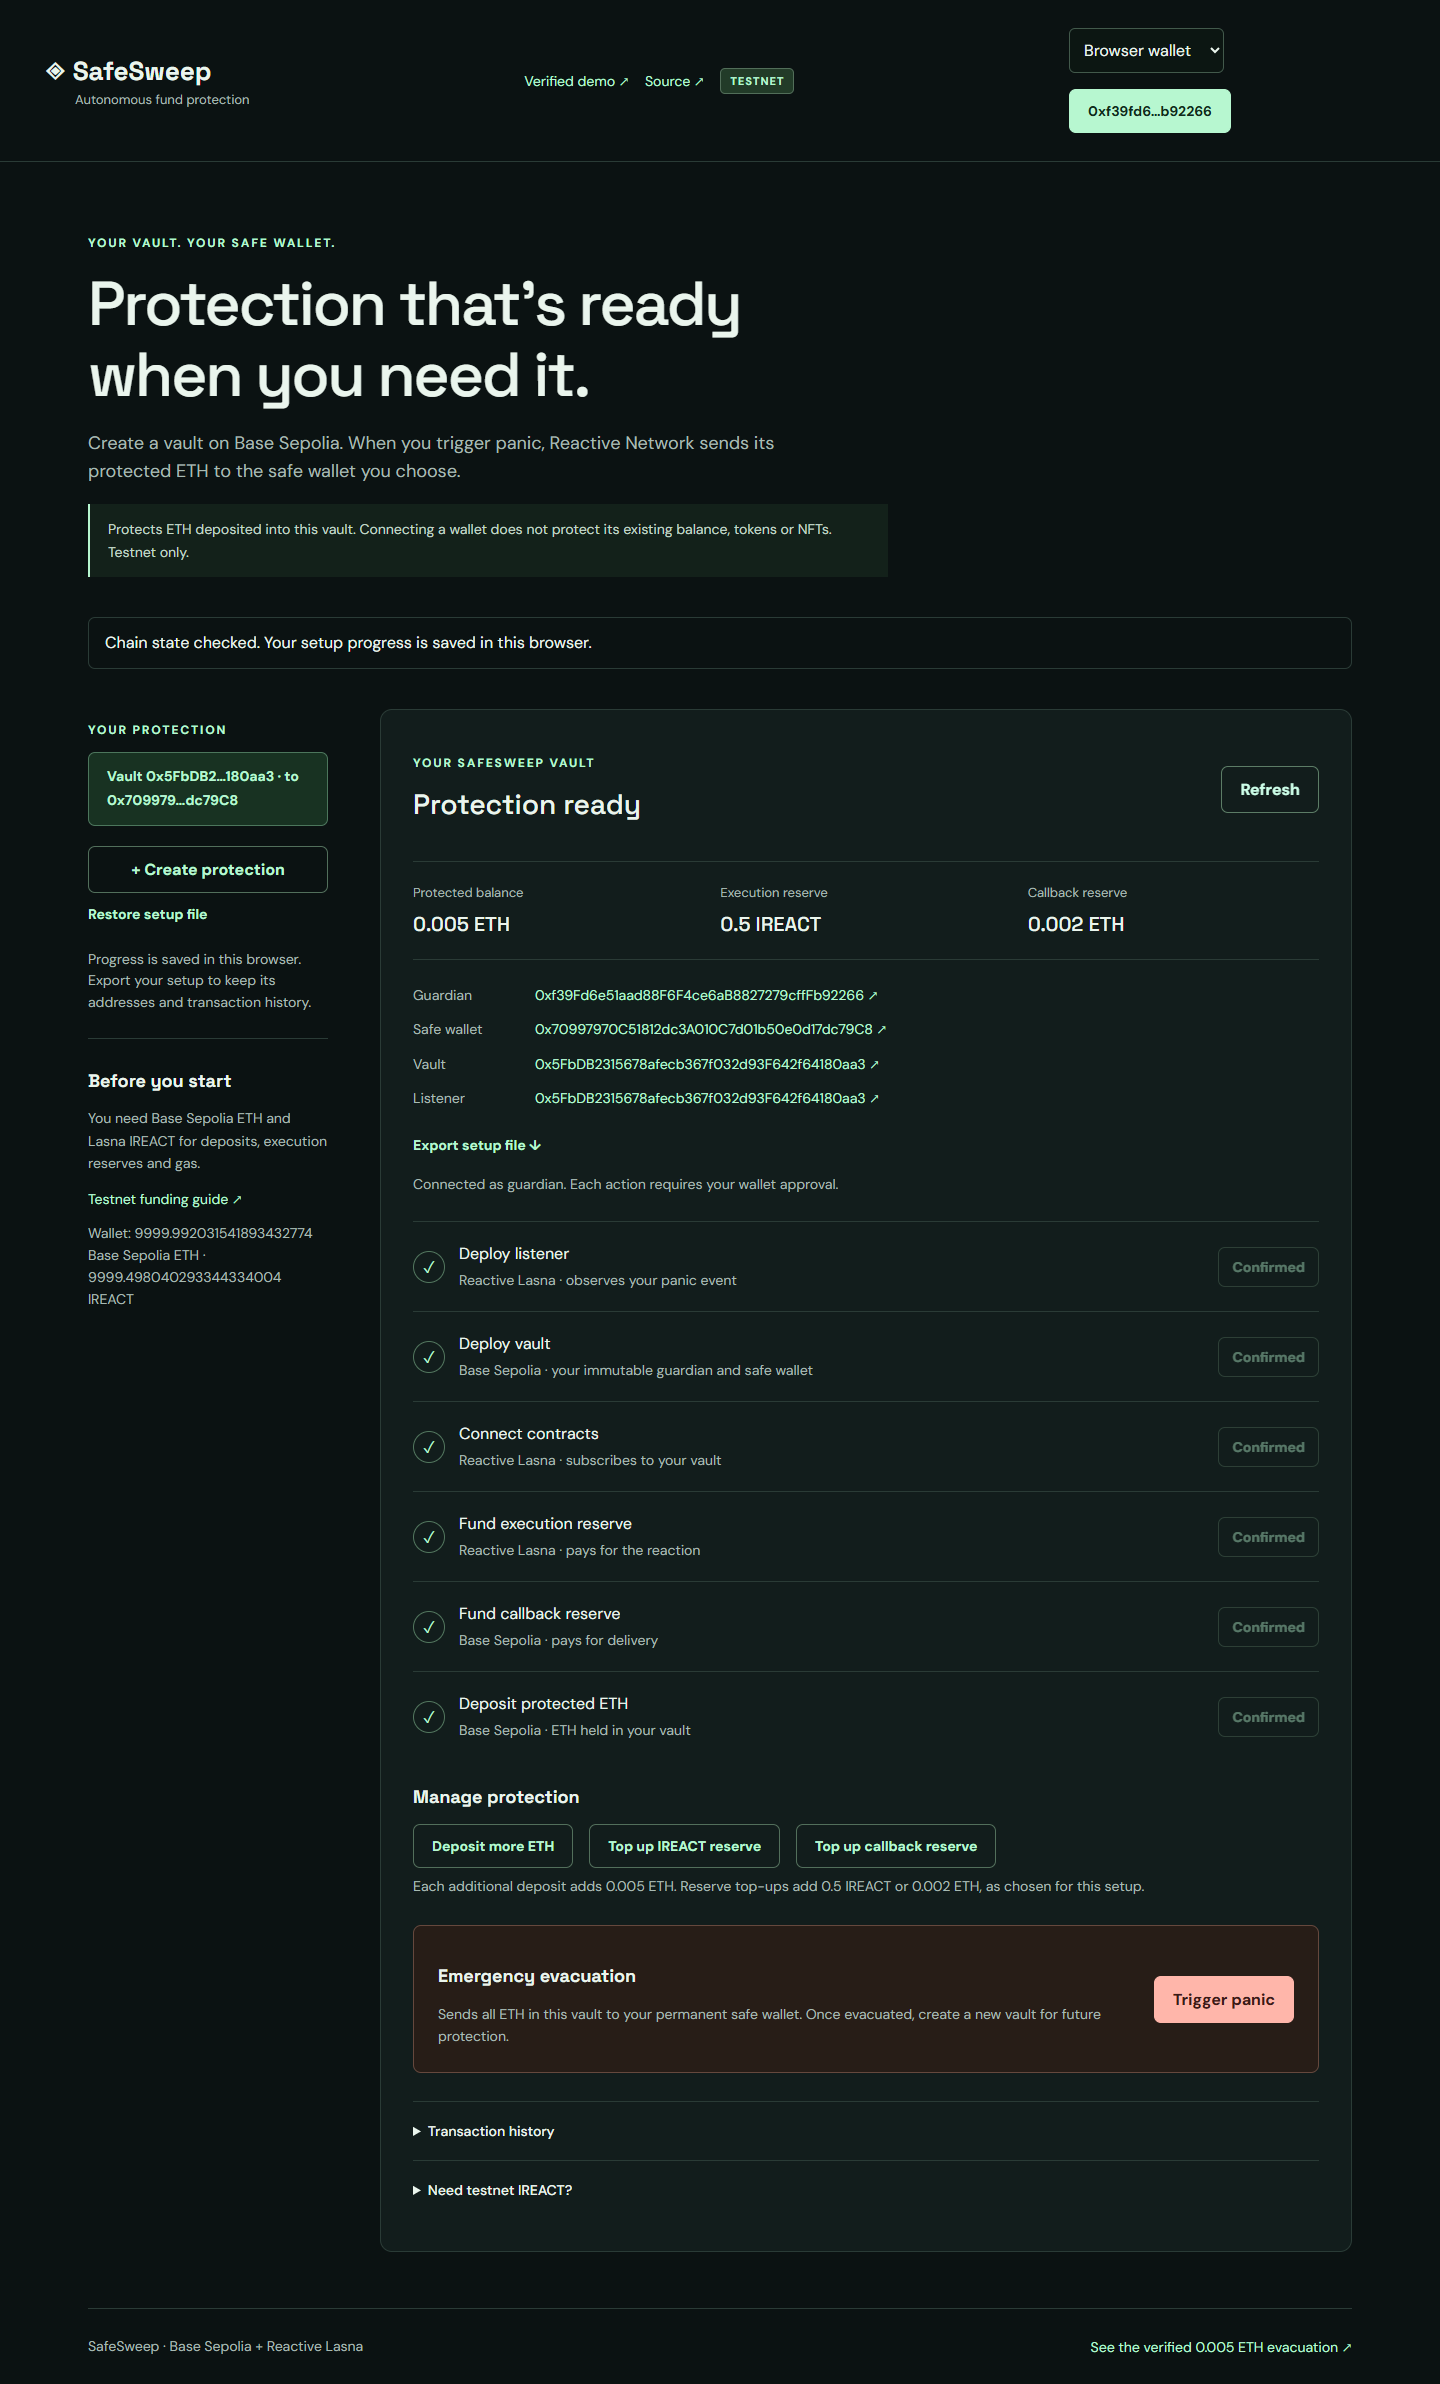 SafeSweep
Autonomous fund protection
Verified demo ↗
Source ↗
TESTNET
Browser wallet
0xf39fd6…b92266
YOUR VAULT. YOUR SAFE WALLET.
Protection that’s ready
when you need it.
Create a vault on Base Sepolia. When you trigger panic, Reactive Network sends its
protected ETH to the safe wallet you choose.
Protects ETH deposited into this vault. Connecting a wallet does not protect its existing balance, tokens or NFTs.
Testnet only.
Chain state checked. Your setup progress is saved in this browser.
YOUR PROTECTION
Vault 0x5FbDB2…180aa3 · to
0x709979…dc79C8
+ Create protection
Restore setup file
Progress is saved in this browser.
Export your setup to keep its
addresses and transaction history.
Before you start
You need Base Sepolia ETH and
Lasna lREACT for deposits, execution
reserves and gas.
Testnet funding guide ↗
Wallet: 9999.992031541893432774
Base Sepolia ETH ·
9999.498040293344334004
lREACT
YOUR SAFESWEEP VAULT
Protection ready
Refresh
Protected balance
0.005 ETH
Execution reserve
0.5 lREACT
Callback reserve
0.002 ETH
Guardian
0xf39Fd6e51aad88F6F4ce6aB8827279cffFb92266 ↗
Safe wallet
0x70997970C51812dc3A010C7d01b50e0d17dc79C8 ↗
Vault
0x5FbDB2315678afecb367f032d93F642f64180aa3 ↗
Listener
0x5FbDB2315678afecb367f032d93F642f64180aa3 ↗
Export setup file ↓
Connected as guardian. Each action requires your wallet approval.
✓
Deploy listener
Reactive Lasna · observes your panic event
Confirmed
✓
Deploy vault
Base Sepolia · your immutable guardian and safe wallet
Confirmed
✓
Connect contracts
Reactive Lasna · subscribes to your vault
Confirmed
✓
Fund execution reserve
Reactive Lasna · pays for the reaction
Confirmed
✓
Fund callback reserve
Base Sepolia · pays for delivery
Confirmed
✓
Deposit protected ETH
Base Sepolia · ETH held in your vault
Confirmed
Manage protection
Deposit more ETH
Top up lREACT reserve
Top up callback reserve
Each additional deposit adds 0.005 ETH. Reserve top-ups add 0.5 lREACT or 0.002 ETH, as chosen for this setup.
Emergency evacuation
Sends all ETH in this vault to your permanent safe wallet. Once evacuated, create a new vault for future
protection.
Trigger panic
▶ Transaction history
▶ Need testnet lREACT?
SafeSweep · Base Sepolia + Reactive Lasna
See the verified 0.005 ETH evacuation ↗